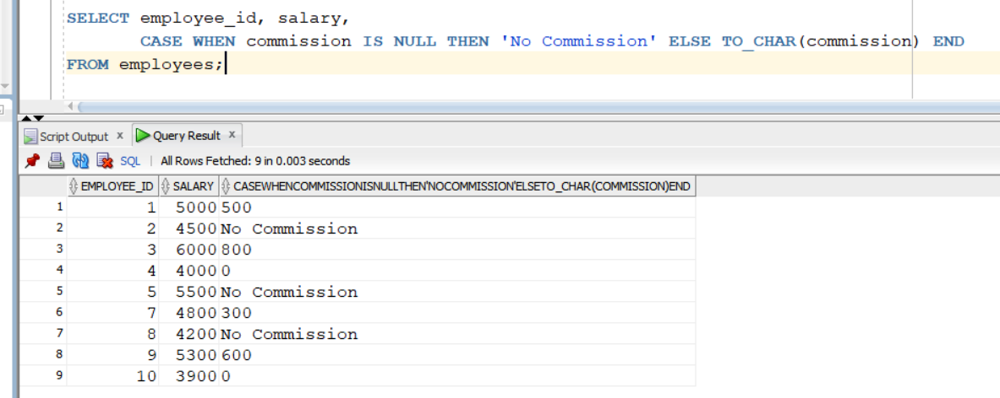 SELECT employee_id, salary,
CASE WHEN commission IS NULL THEN 'No Commission' ELSE TO_CHAR(commission) END
FROM employees;
Script Output x Query Result x
SQL | All Rows Fetched: 9 in 0.003 seconds
EMPLOYEE_ID SALARY CASEWHENCOMMISSIONISNULLTHEN'NOCOMMISSION'ELSETO_CHAR(COMMISSION)END
1 1 5000 500
2 2 4500 No Commission
3 3 6000 800
4 4 4000 0
5 5 5500 No Commission
6 7 4800 300
7 8 4200 No Commission
8 9 5300 600
9 10 3900 0